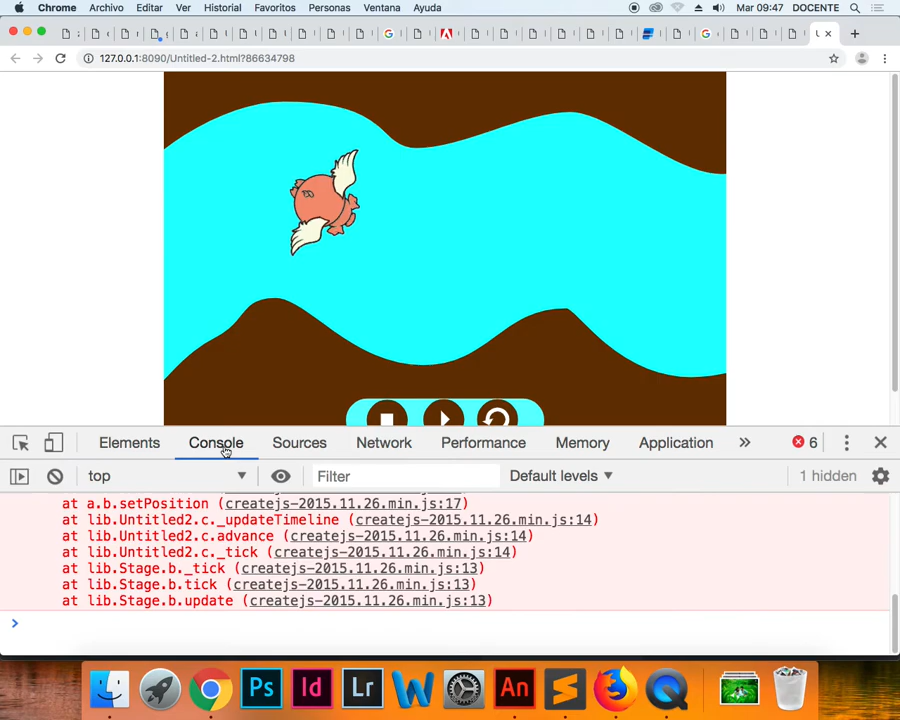 Chrome Archivo Editar Ver Historial Favoritos Personas Ventana Ayuda Mar 09:47 DOCENTE
127.0.0.1:8090/Untitled-2.html?86634798
Elements Console Sources Network Performance Memory Application » 6
top Filter Default levels 1 hidden
at a.b.setPosition (createjs-2015.11.26.min.js:17)
at lib.Untitled2.c._updateTimeline (createjs-2015.11.26.min.js:14)
at lib.Untitled2.c.advance (createjs-2015.11.26.min.js:14)
at lib.Untitled2.c._tick (createjs-2015.11.26.min.js:14)
at lib.Stage.b._tick (createjs-2015.11.26.min.js:13)
at lib.Stage.b.tick (createjs-2015.11.26.min.js:13)
at lib.Stage.b.update (createjs-2015.11.26.min.js:13)
>
Ps Id Lr W An S